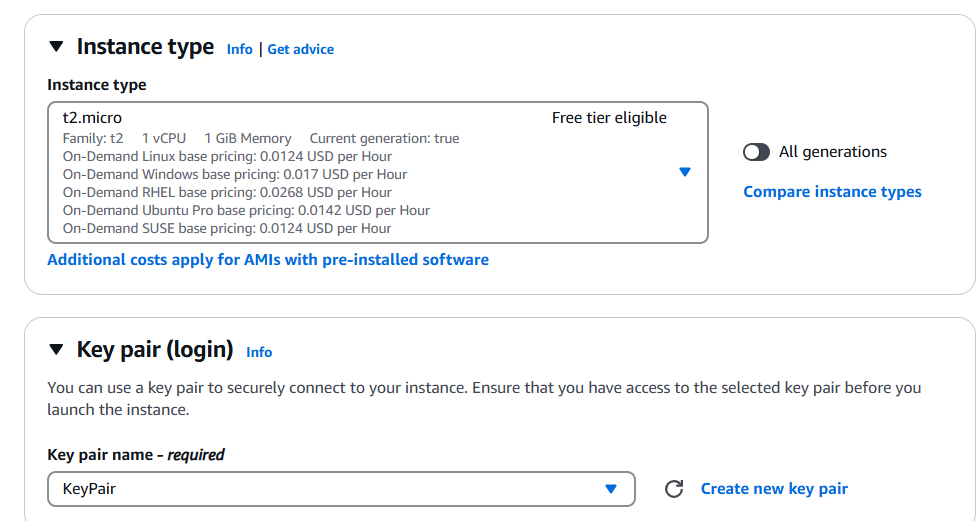 Instance type Info | Get advice
Instance type
t2.micro Free tier eligible
Family: t2 1 vCPU 1 GiB Memory Current generation: true
On-Demand Linux base pricing: 0.0124 USD per Hour
On-Demand Windows base pricing: 0.017 USD per Hour
On-Demand RHEL base pricing: 0.0268 USD per Hour
On-Demand Ubuntu Pro base pricing: 0.0142 USD per Hour
On-Demand SUSE base pricing: 0.0124 USD per Hour
All generations
Compare instance types
Additional costs apply for AMIs with pre-installed software
Key pair (login) Info
You can use a key pair to securely connect to your instance. Ensure that you have access to the selected key pair before you
launch the instance.
Key pair name - required
KeyPair
Create new key pair